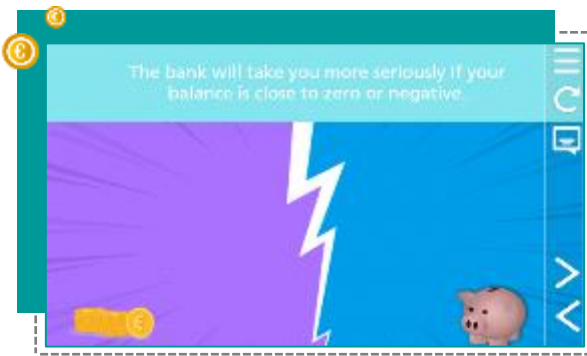 The bank will take you more seriously if your
balance is close to zero or negative.